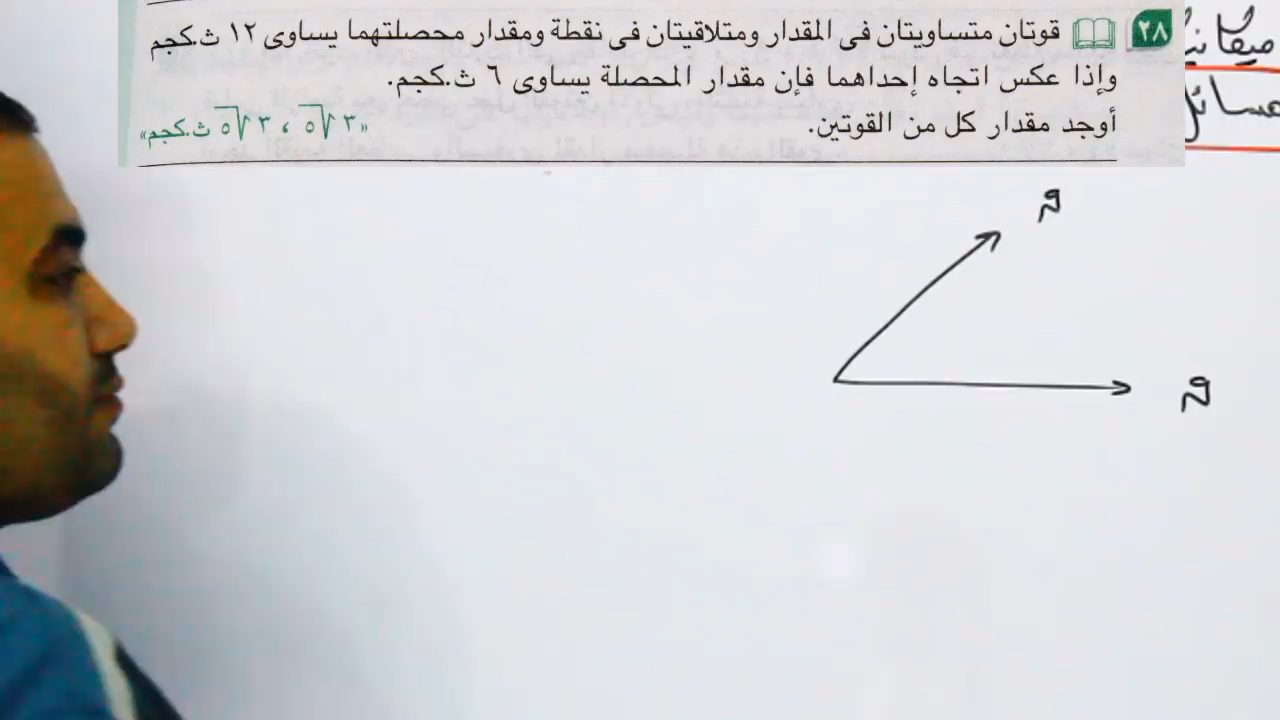 ٢٨ قوتان متساويتان فى المقدار ومتلاقيتان فى نقطة ومقدار محصلتهما يساوى ١٢ ث.كجم
وإذا عكس اتجاه إحداهما فإن مقدار المحصلة يساوى ٦ ث.كجم.
أوجد مقدار كل من القوتين.
«٣√٥ ، ٣√٥ ث.كجم»
مسائل
ق
ق